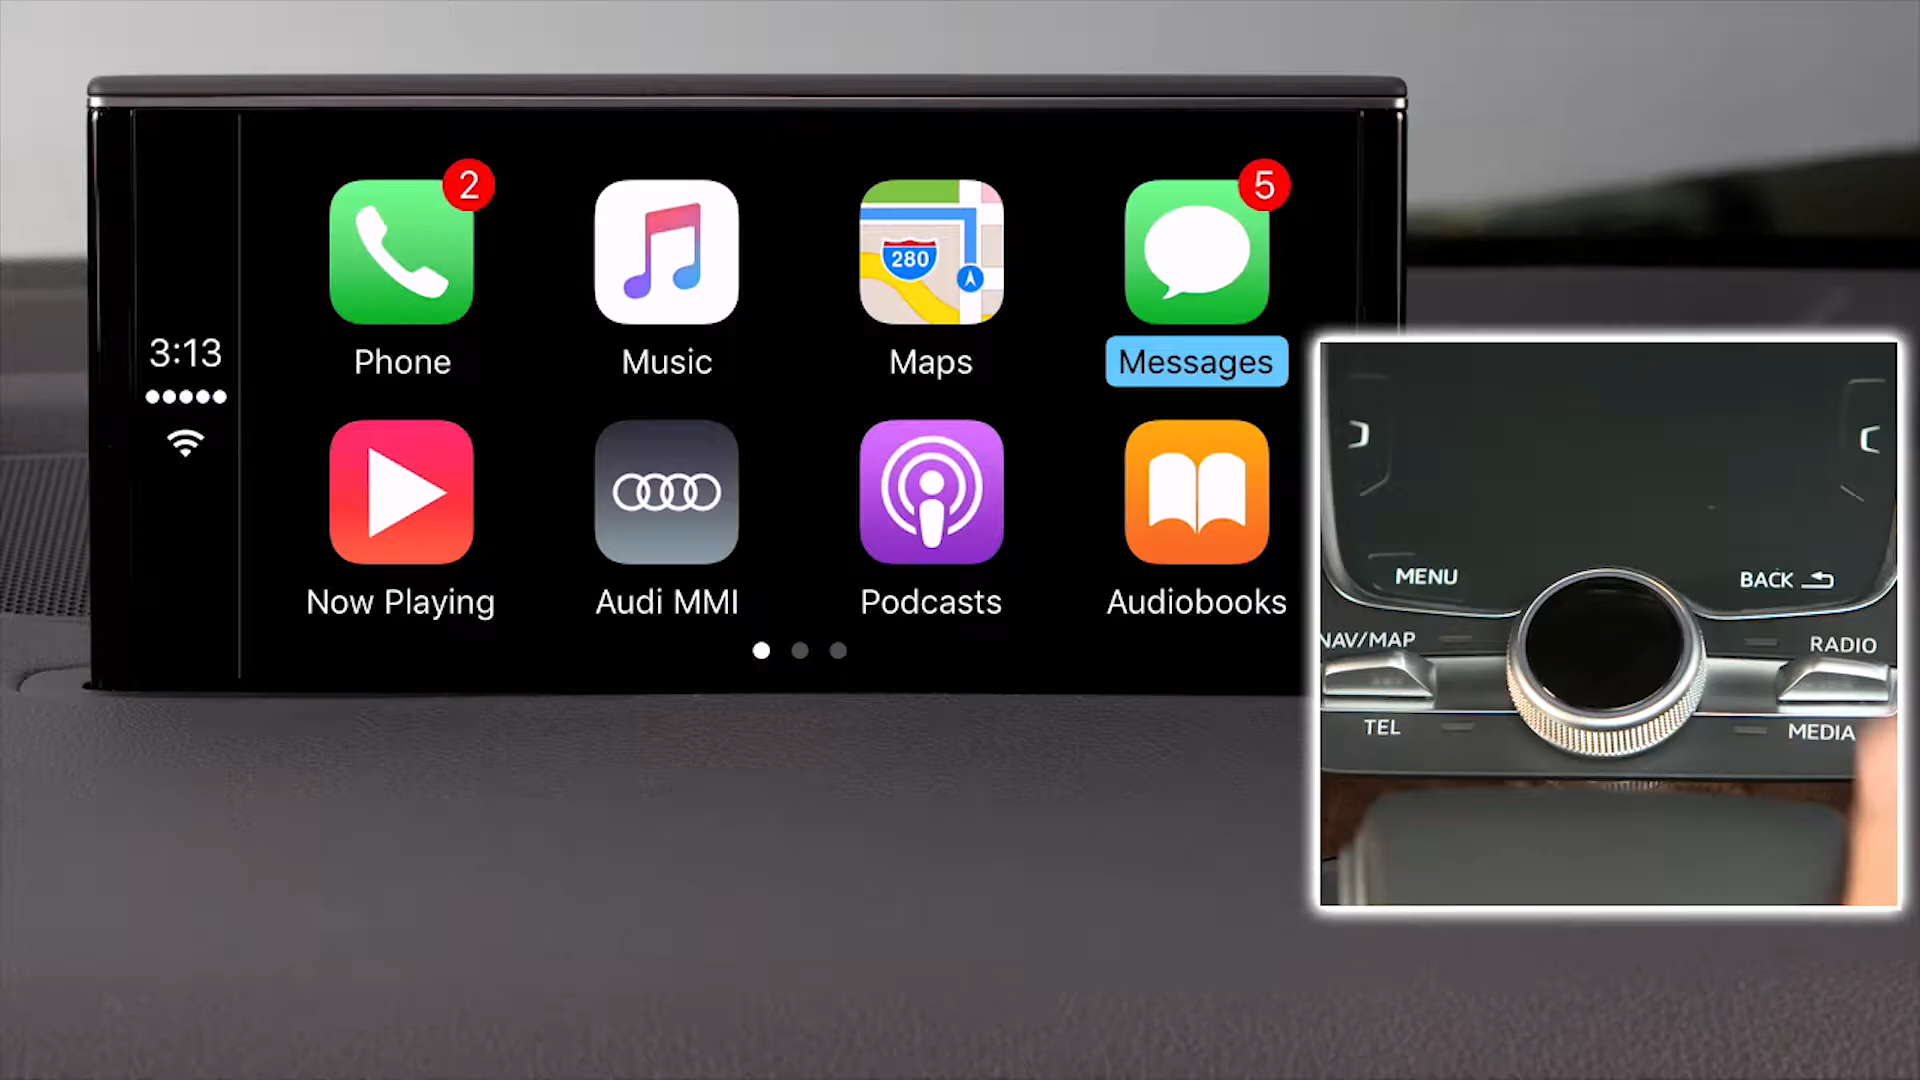 2
5
280
3:13
Phone
Music
Maps
Messages
Now Playing
Audi MMI
Podcasts
Audiobooks
MENU
BACK
NAV/MAP
RADIO
TEL
MEDIA